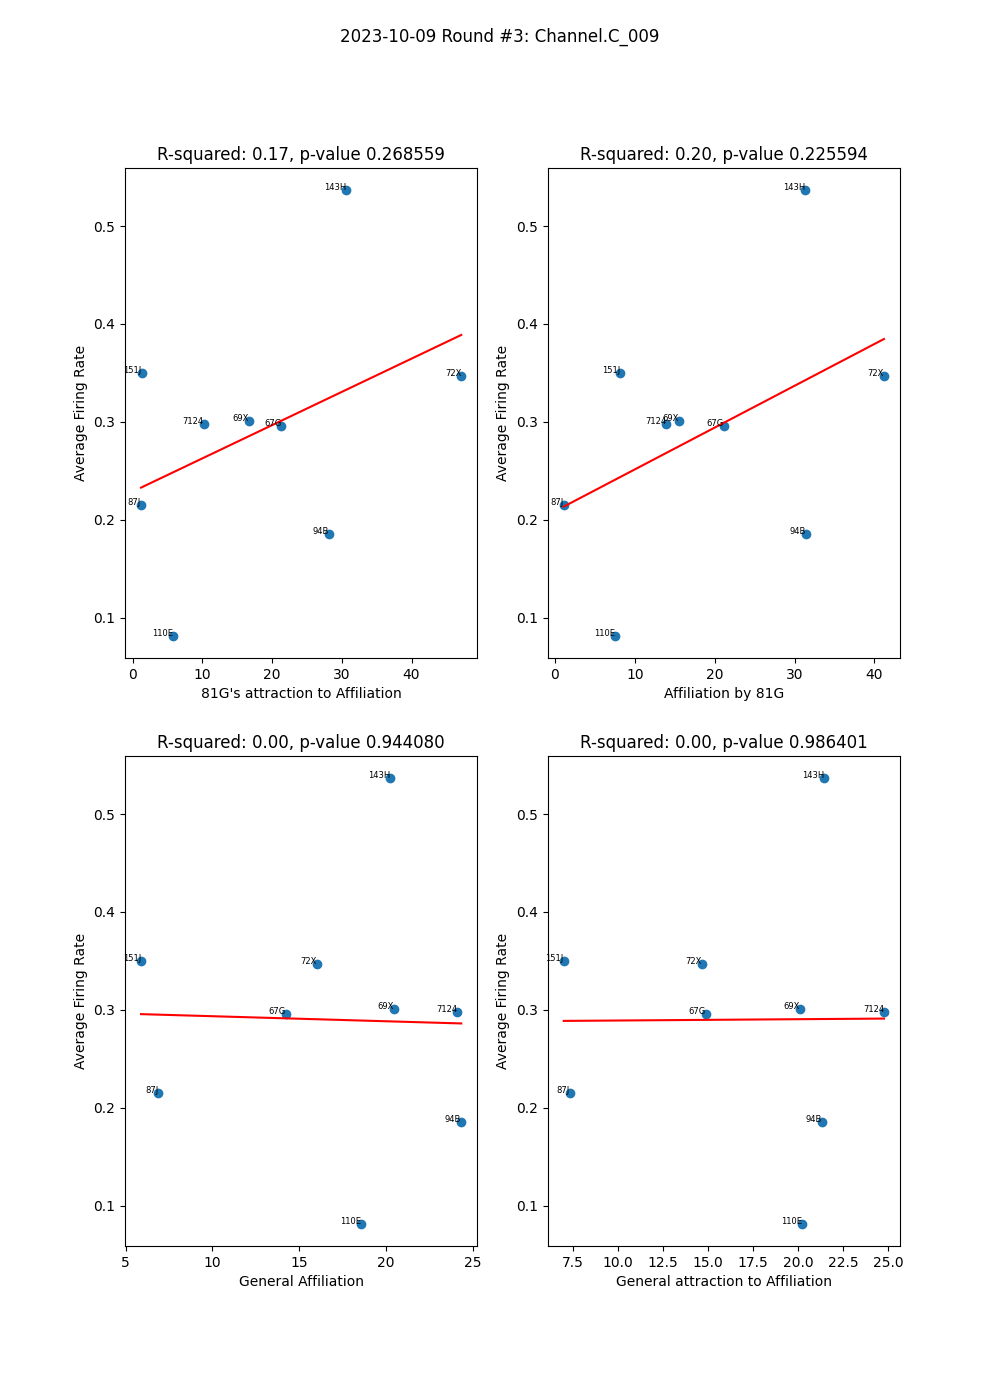 2023-10-09 Round #3: Channel.C_009
R-squared: 0.17, p-value 0.268559
Average Firing Rate
0.5
0.4
0.3
0.2
0.1
143H
151J
72X
7124
69X
67G
87J
94B
110E
0
10
20
30
40
81G's attraction to Affiliation
R-squared: 0.20, p-value 0.225594
Average Firing Rate
0.5
0.4
0.3
0.2
0.1
143H
151J
72X
7124
69X
67G
87J
94B
110E
0
10
20
30
40
Affiliation by 81G
R-squared: 0.00, p-value 0.944080
Average Firing Rate
0.5
0.4
0.3
0.2
0.1
143H
151J
72X
67G
69X
7124
87J
94B
110E
5
10
15
20
25
General Affiliation
R-squared: 0.00, p-value 0.986401
Average Firing Rate
0.5
0.4
0.3
0.2
0.1
143H
151J
72X
67G
69X
7124
87J
94B
110E
7.5
10.0
12.5
15.0
17.5
20.0
22.5
25.0
General attraction to Affiliation